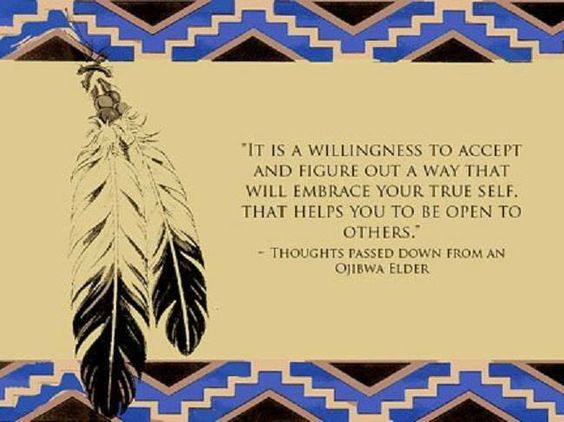 "It is a willingness to accept
and figure out a way that
will embrace your true self,
that helps you to be open to
others."
~ Thoughts passed down from an
Ojibwa Elder